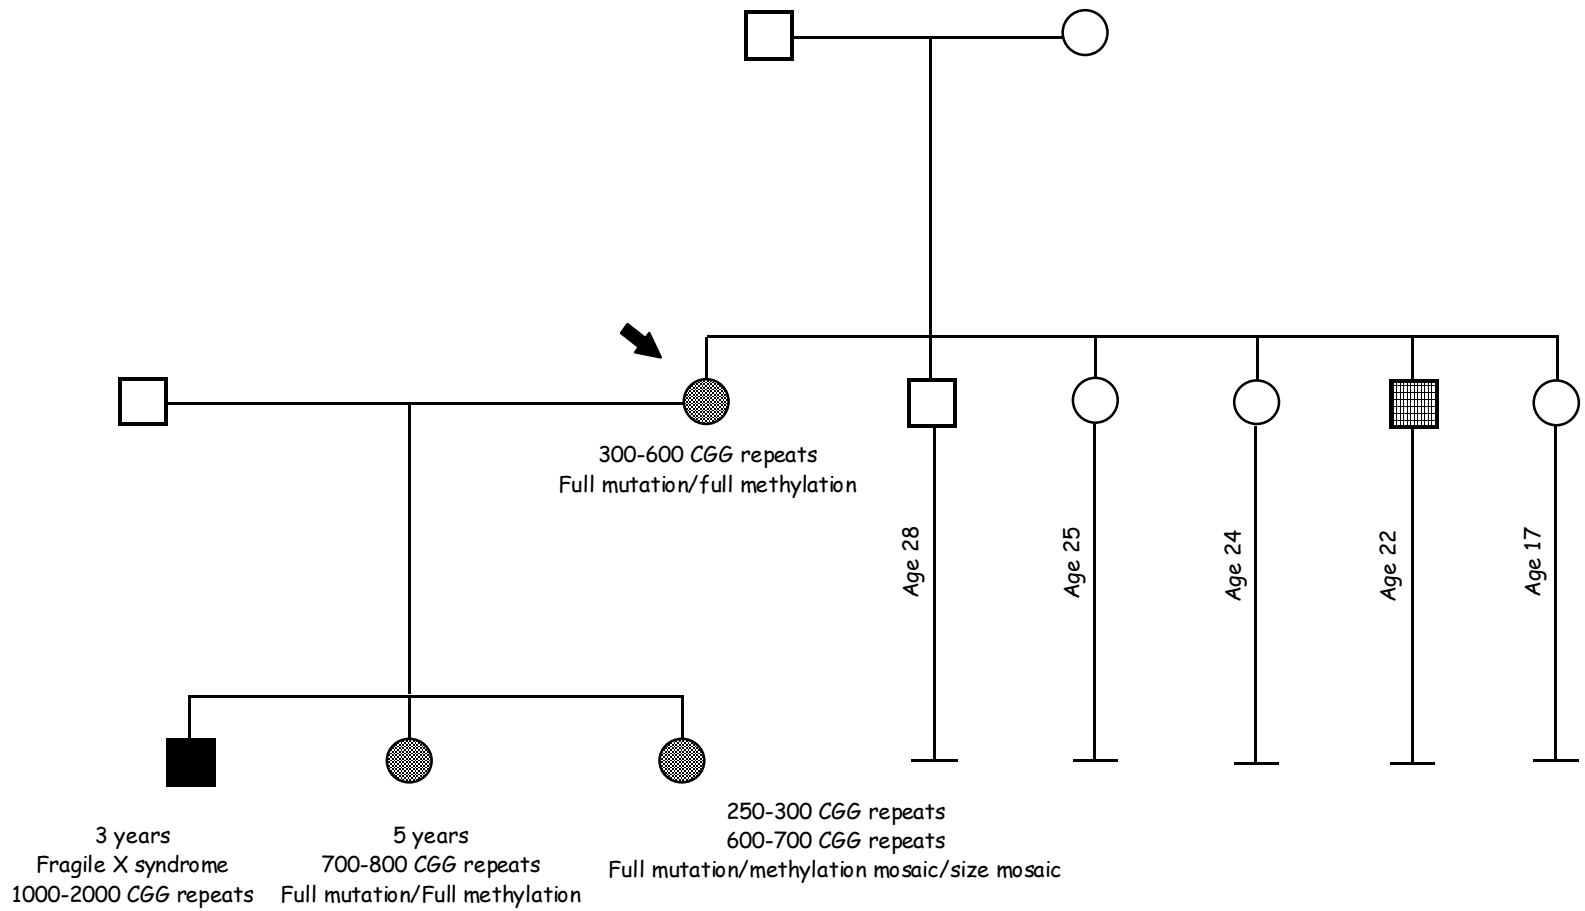 300-600 CGG repeats
Full mutation/full methylation
Age 28
Age 25
Age 24
Age 22
Age 17
3 years
Fragile X syndrome
1000-2000 CGG repeats
5 years
700-800 CGG repeats
Full mutation/Full methylation
250-300 CGG repeats
600-700 CGG repeats
Full mutation/methylation mosaic/size mosaic